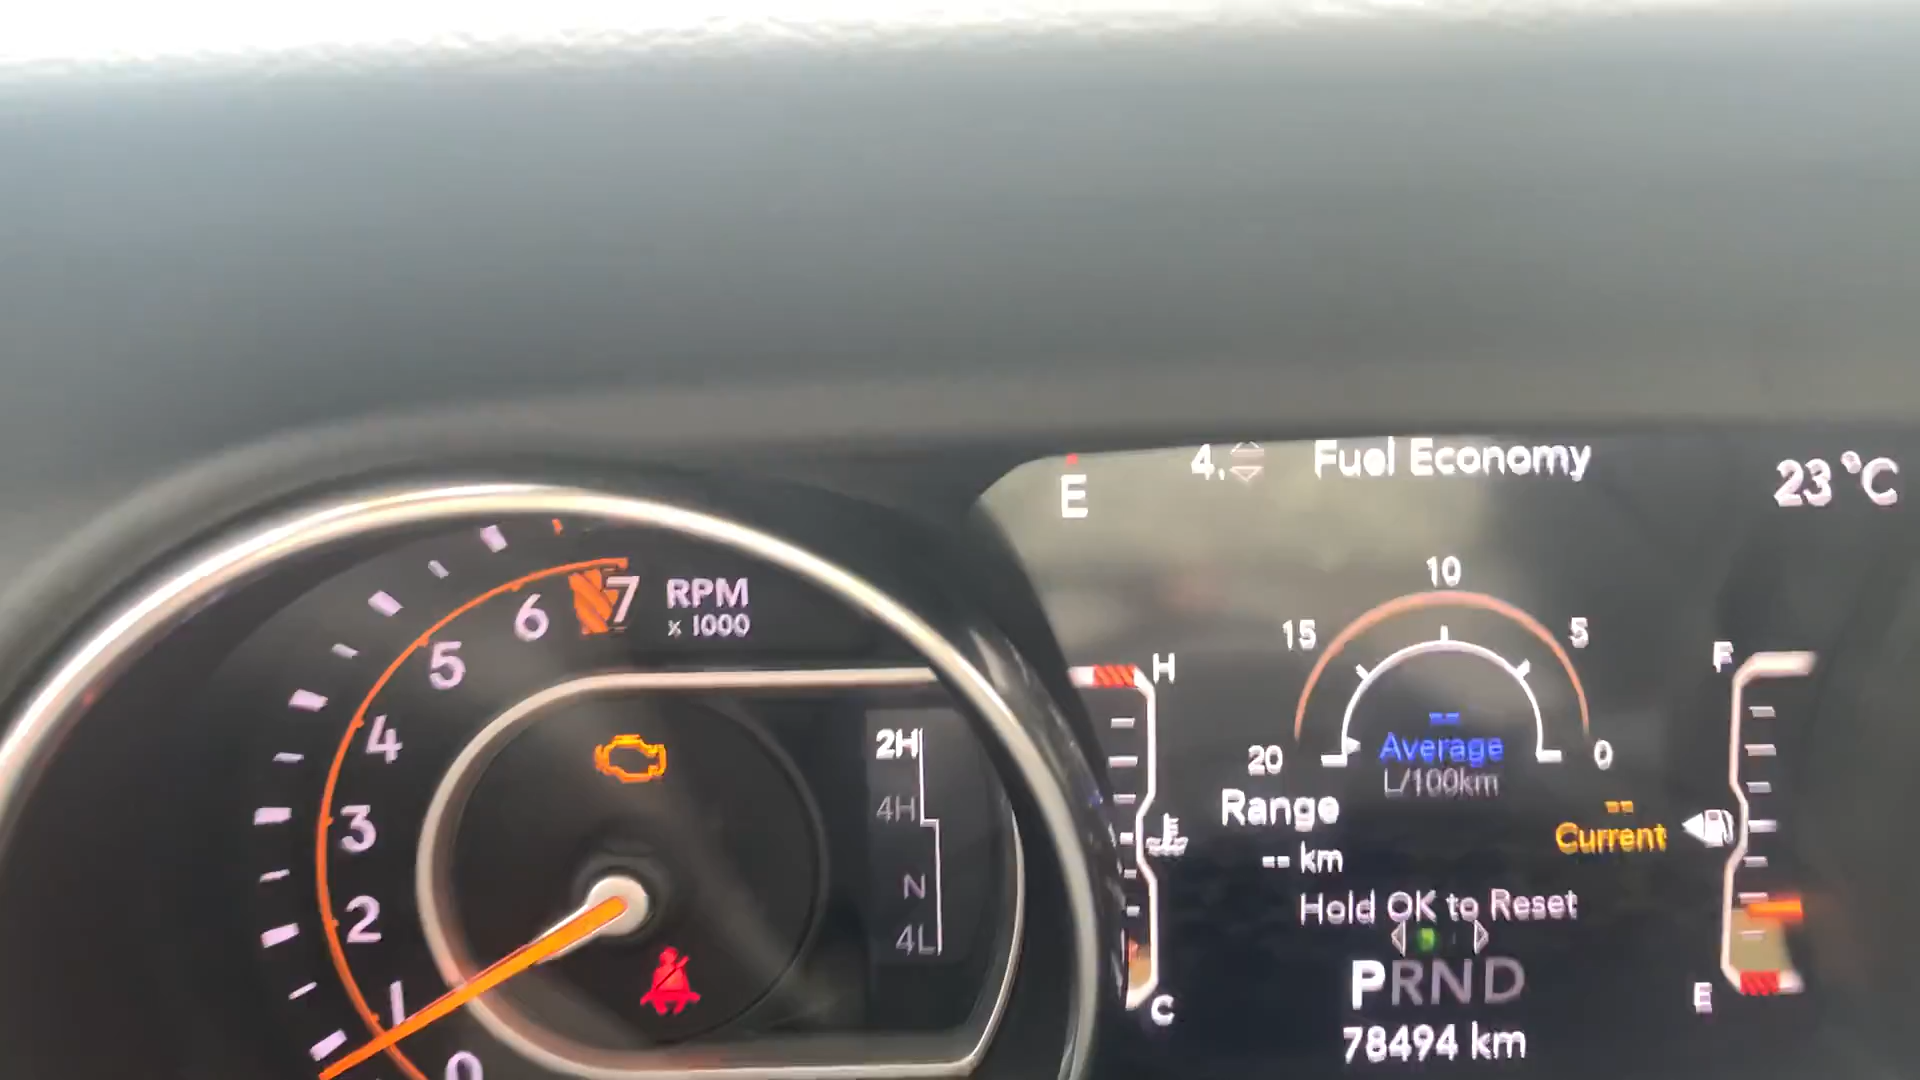 E
4. Fuel Economy
23 °C
7 RPM
x 1000
6
5
4
3
2
1
0
2H
4H
N
4L
H
C
10
15
5
20
0
--
Average
L/100km
Range
-- km
--
Current
Hold OK to Reset
PRND
78494 km
F
E